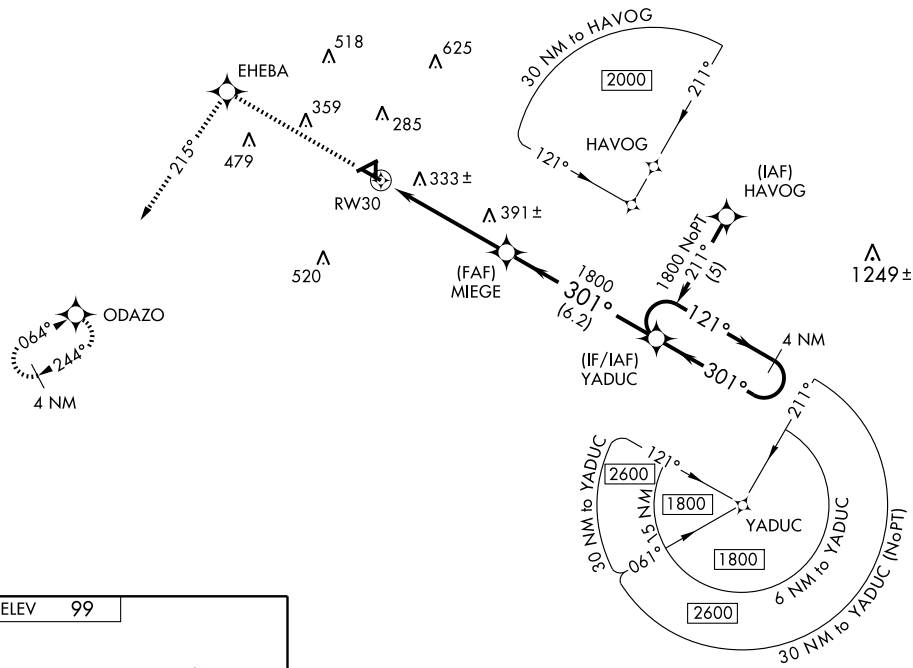 30 NM to HAVOG
211°
2000
HAVOG
121°
518
625
EHEBA
359
285
479
215°
RW30
333 ±
391 ±
(IAF)
HAVOG
1800 NoPT
211°
(5)
1249 ±
520
(FAF)
MIEGE
1800
301°
(6.2)
121°
4 NM
(IF/IAF)
YADUC
301°
ODAZO
064°
244°
4 NM
211°
30 NM to YADUC
121°
2600
15 NM
1800
YADUC
061°
1800
6 NM to YADUC
2600
30 NM to YADUC (NoPT)
ELEV 99